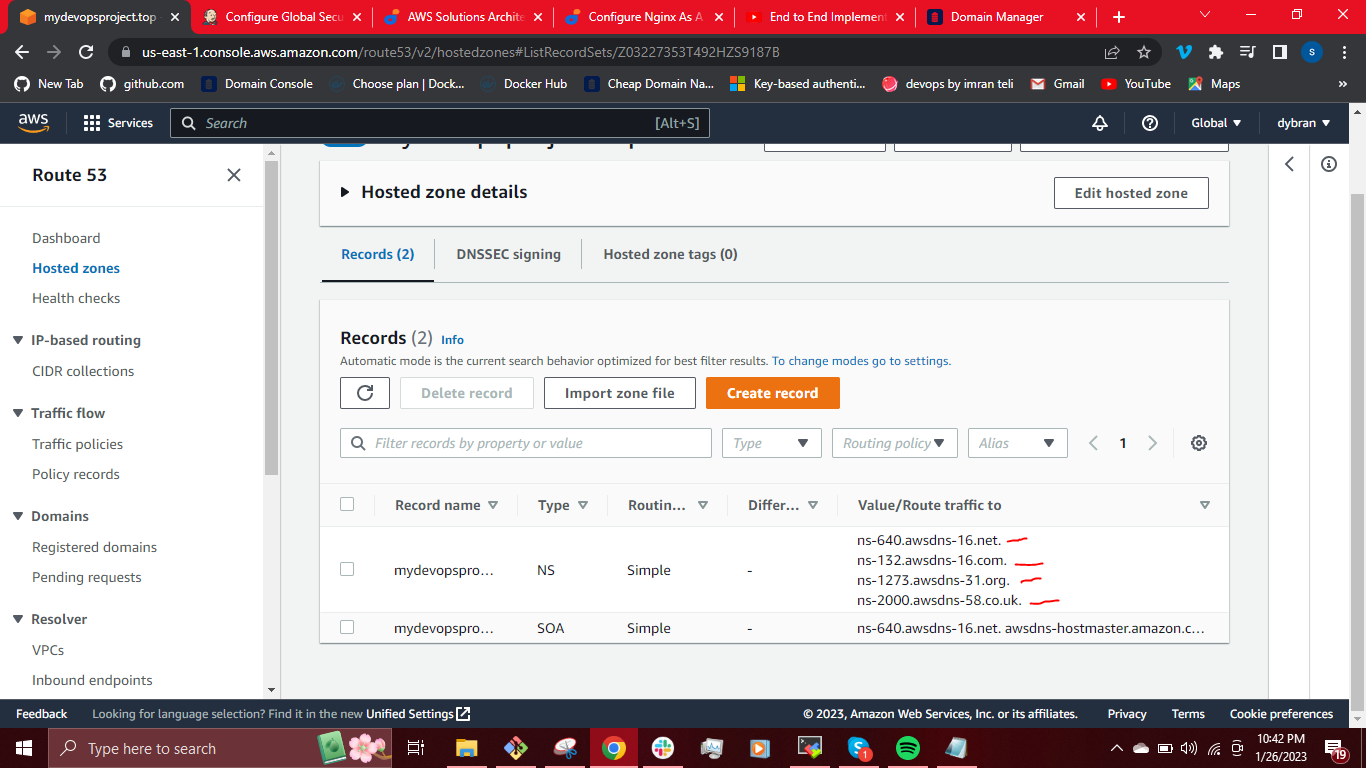 mydevopsproject.top -
Configure Global Secu
AWS Solutions Archite
Configure Nginx As A
End to End Implemen
Domain Manager
us-east-1.console.aws.amazon.com/route53/v2/hostedzones#ListRecordSets/Z03227353T492HZS9187B
S
New Tab
github.com
Domain Console
Choose plan | Dock...
Docker Hub
Cheap Domain Na...
Key-based authenti...
devops by imran teli
Gmail
YouTube
Maps
»
aws
Services
Search
[Alt+S]
Global
dybran
Route 53
Dashboard
Hosted zones
Health checks
IP-based routing
CIDR collections
Traffic flow
Traffic policies
Policy records
Domains
Registered domains
Pending requests
Resolver
VPCs
Inbound endpoints
Hosted zone details
Edit hosted zone
Records (2)
DNSSEC signing
Hosted zone tags (0)
Records (2) Info
Automatic mode is the current search behavior optimized for best filter results. To change modes go to settings.
Delete record
Import zone file
Create record
Filter records by property or value
Type
Routing policy
Alias
1
Record name
Type
Routin...
Differ...
Value/Route traffic to
mydevopspro...
NS
Simple
-
ns-640.awsdns-16.net.
ns-132.awsdns-16.com.
ns-1273.awsdns-31.org.
ns-2000.awsdns-58.co.uk.
mydevopspro...
SOA
Simple
-
ns-640.awsdns-16.net. awsdns-hostmaster.amazon.c...
Feedback
Looking for language selection? Find it in the new Unified Settings
© 2023, Amazon Web Services, Inc. or its affiliates.
Privacy
Terms
Cookie preferences
Type here to search
1
10:42 PM
1/26/2023
19